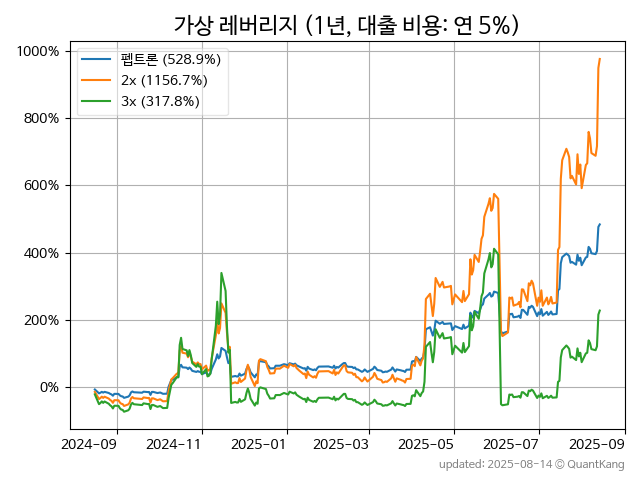 가상 레버리지 (1년, 대출 비용: 연 5%)
펩트론 (528.9%)
2x (1156.7%)
3x (317.8%)
1000%
800%
600%
400%
200%
0%
2024-09
2024-11
2025-01
2025-03
2025-05
2025-07
2025-09
updated: 2025-08-14 © QuantKang